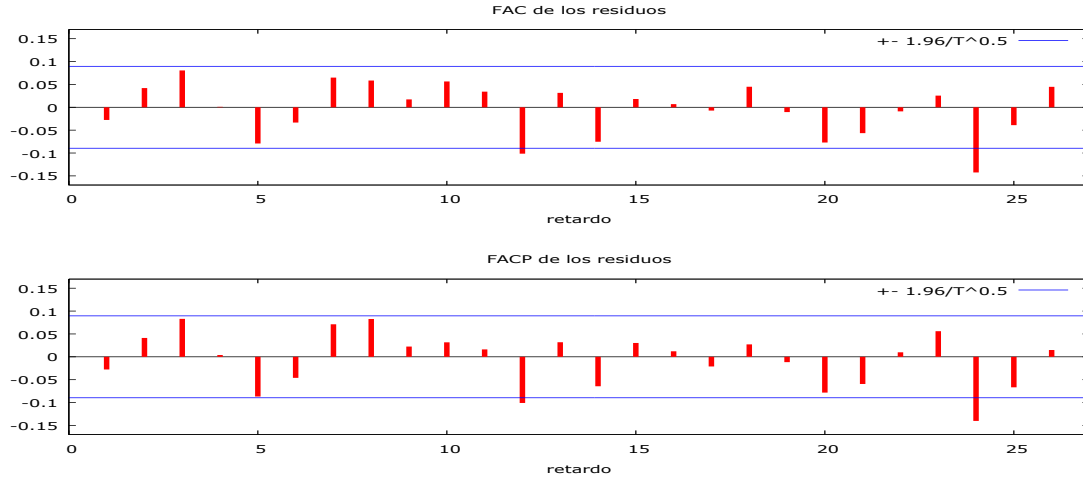 FAC de los residuos
+- 1.96/T^0.5
0.15
0.1
0.05
0
-0.05
-0.1
-0.15
0 5 10 15 20 25
retardo
FACP de los residuos
+- 1.96/T^0.5
0.15
0.1
0.05
0
-0.05
-0.1
-0.15
0 5 10 15 20 25
retardo